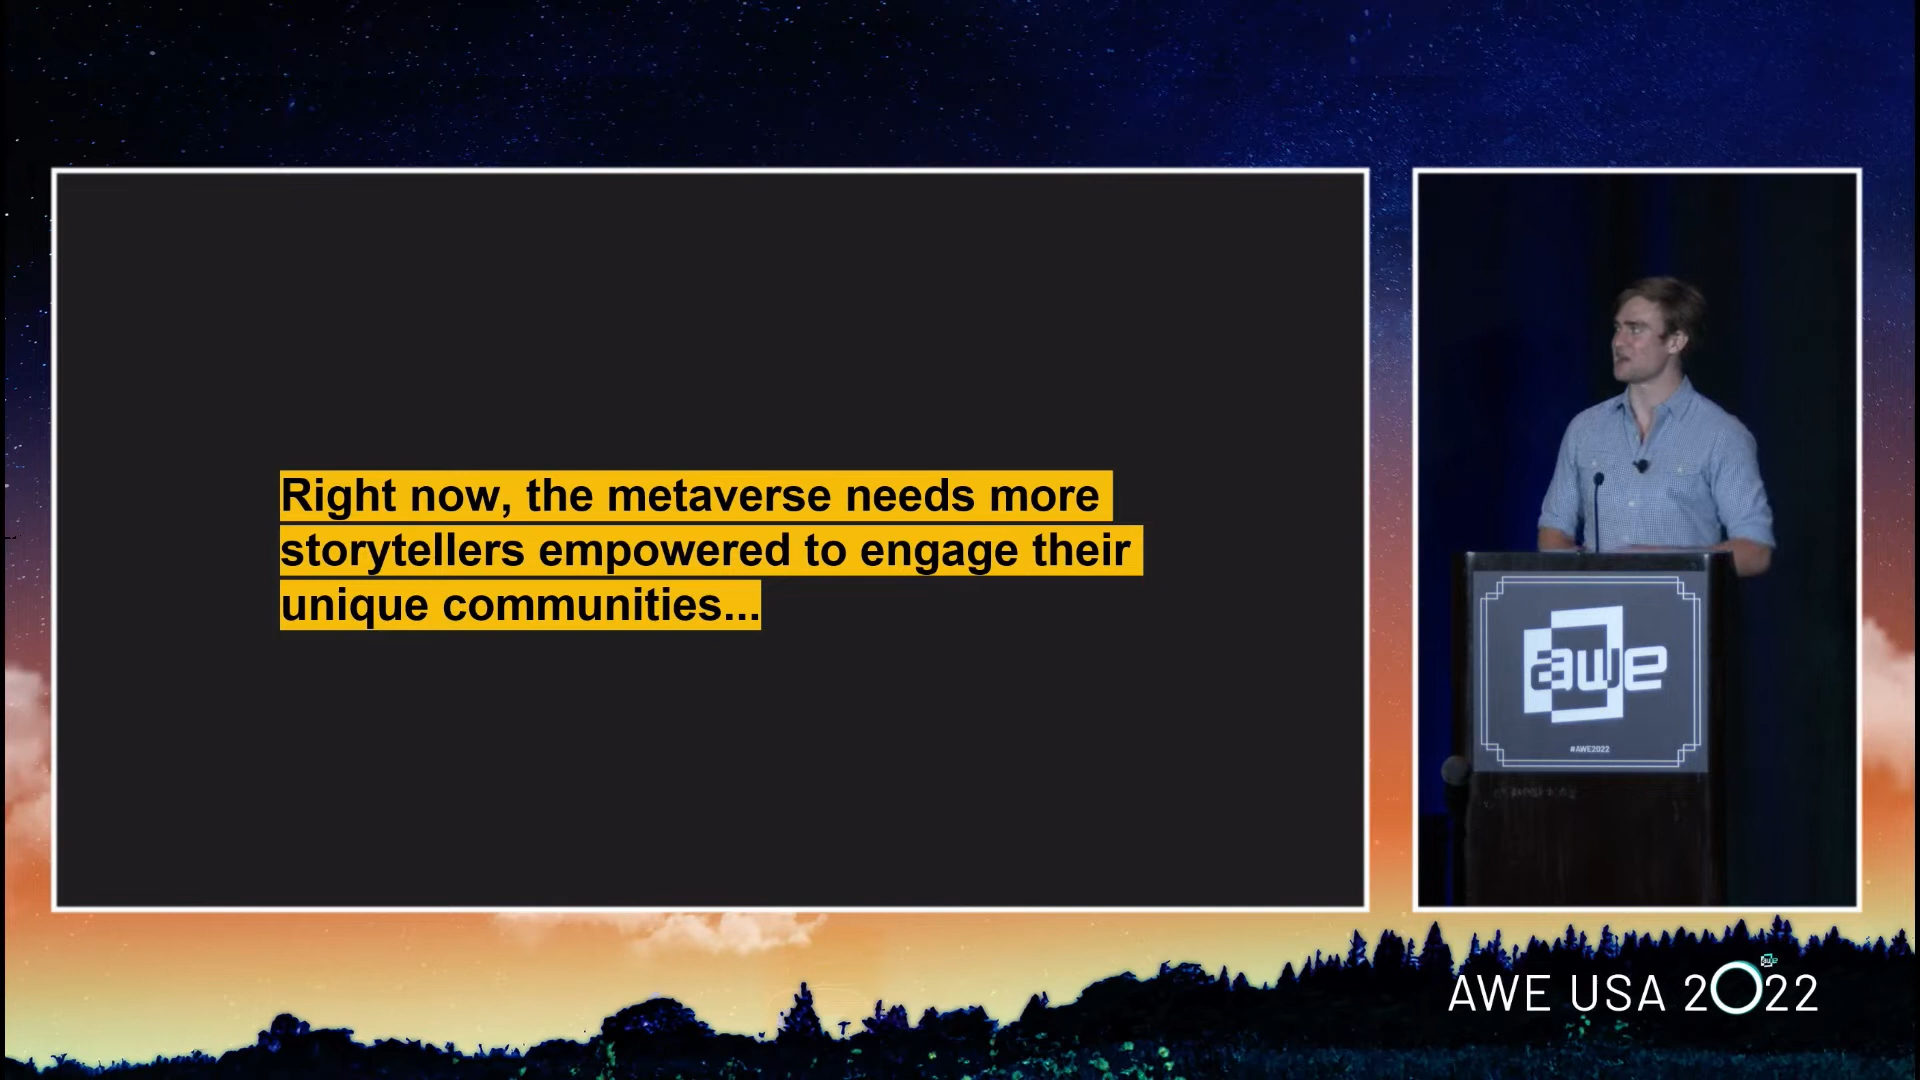 Right now, the metaverse needs more
storytellers empowered to engage their
unique communities...
awe
#AWE2022
AWE USA 2022